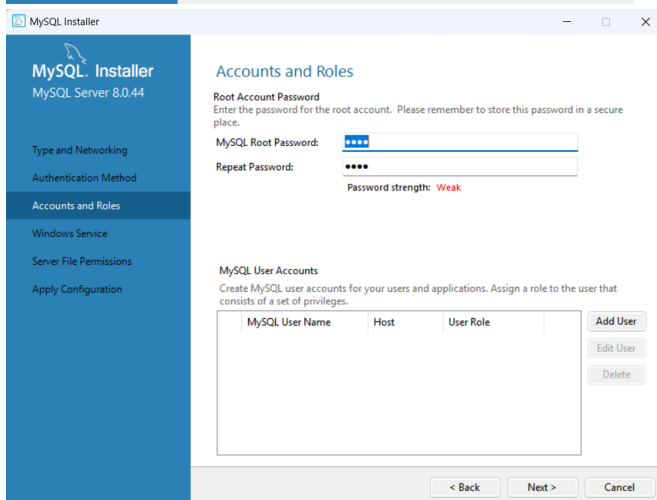 MySQL Installer
MySQL. Installer
MySQL Server 8.0.44
Type and Networking
Authentication Method
Accounts and Roles
Windows Service
Server File Permissions
Apply Configuration
Accounts and Roles
Root Account Password
Enter the password for the root account. Please remember to store this password in a secure
place.
MySQL Root Password: ●●●●
Repeat Password: ●●●●
Password strength: Weak
MySQL User Accounts
Create MySQL user accounts for your users and applications. Assign a role to the user that
consists of a set of privileges.
MySQL User Name Host User Role
Add User
Edit User
Delete
< Back Next > Cancel